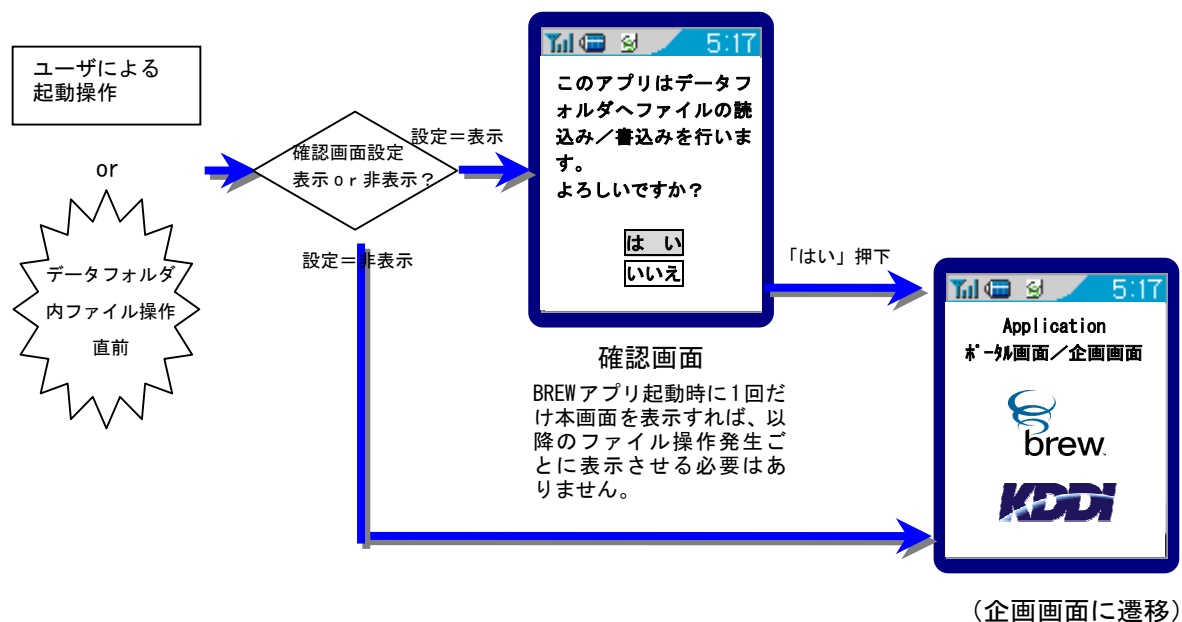 ユーザによる
起動操作
or
データフォルダ
内ファイル操作
直前
確認画面設定
表示or非表示?
設定=表示
設定=非表示
5:17
このアプリはデータフ
ォルダへファイルの読
込み/書込みを行いま
す。
よろしいですか?
はい
いいえ
確認画面
BREWアプリ起動時に1回だ
け本画面を表示すれば、以
降のファイル操作発生ご
とに表示させる必要はあ
りません。
「はい」押下
5:17
Application
ポータル画面/企画画面
brew
KDDI
(企画画面に遷移)